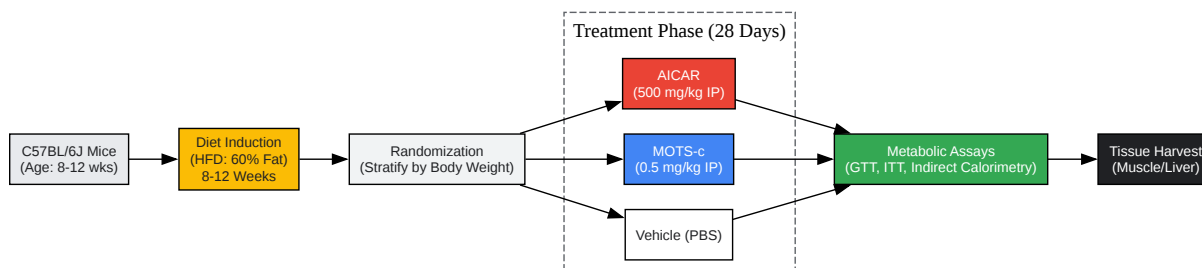 C57BL/6J Mice
(Age: 8-12 wks)
Diet Induction
(HFD: 60% Fat)
8-12 Weeks
Randomization
(Stratify by Body Weight)
Treatment Phase (28 Days)
AICAR
(500 mg/kg IP)
MOTS-c
(0.5 mg/kg IP)
Vehicle (PBS)
Metabolic Assays
(GTT, ITT, Indirect Calorimetry)
Tissue Harvest
(Muscle/Liver)